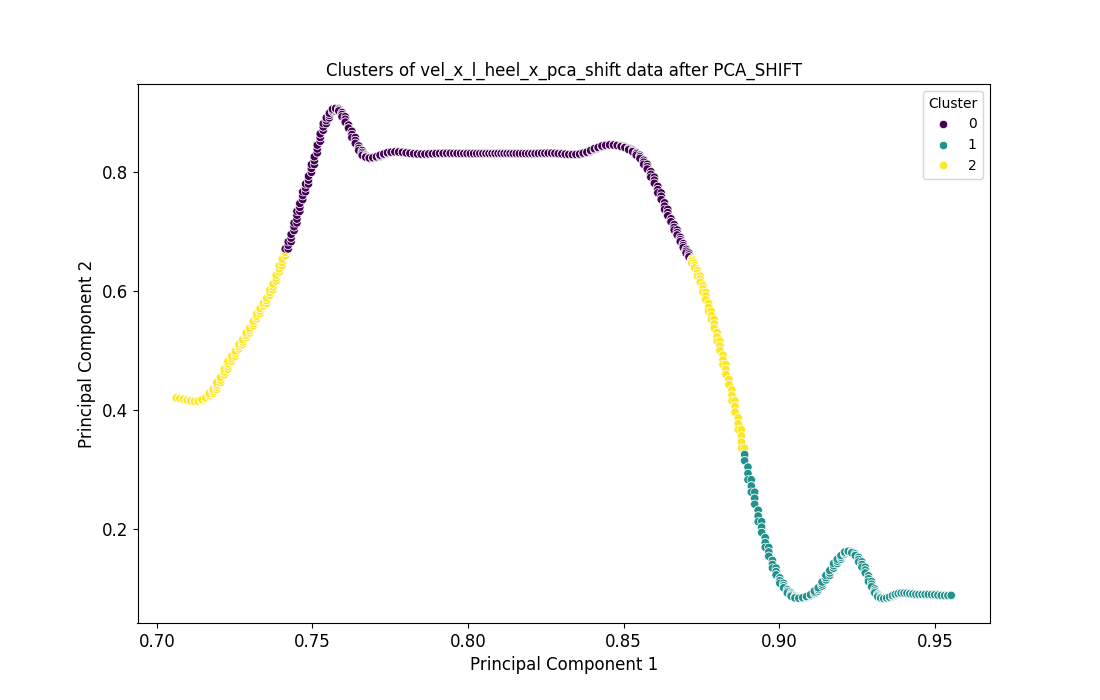 Clusters of vel_x_l_heel_x_pca_shift data after PCA_SHIFT
Cluster
0
1
2
Principal Component 2
0.8
0.6
0.4
0.2
0.70 0.75 0.80 0.85 0.90 0.95
Principal Component 1